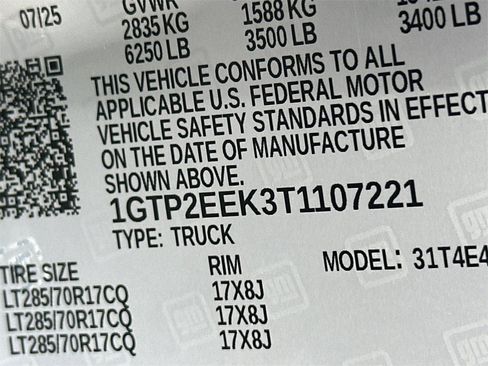 07/25
GVWR
2835 KG
1588 KG
6250 LB
3500 LB
3400 LB
THIS VEHICLE CONFORMS TO ALL
APPLICABLE U.S. FEDERAL MOTOR
VEHICLE SAFETY STANDARDS IN EFFECT
ON THE DATE OF MANUFACTURE
SHOWN ABOVE.
1GTP2EEK3T1107221
TYPE: TRUCK
MODEL: 31T4E4
TIRE SIZE
RIM
LT285/70R17CQ
17X8J
LT285/70R17CQ
17X8J
LT285/70R17CQ
17X8J